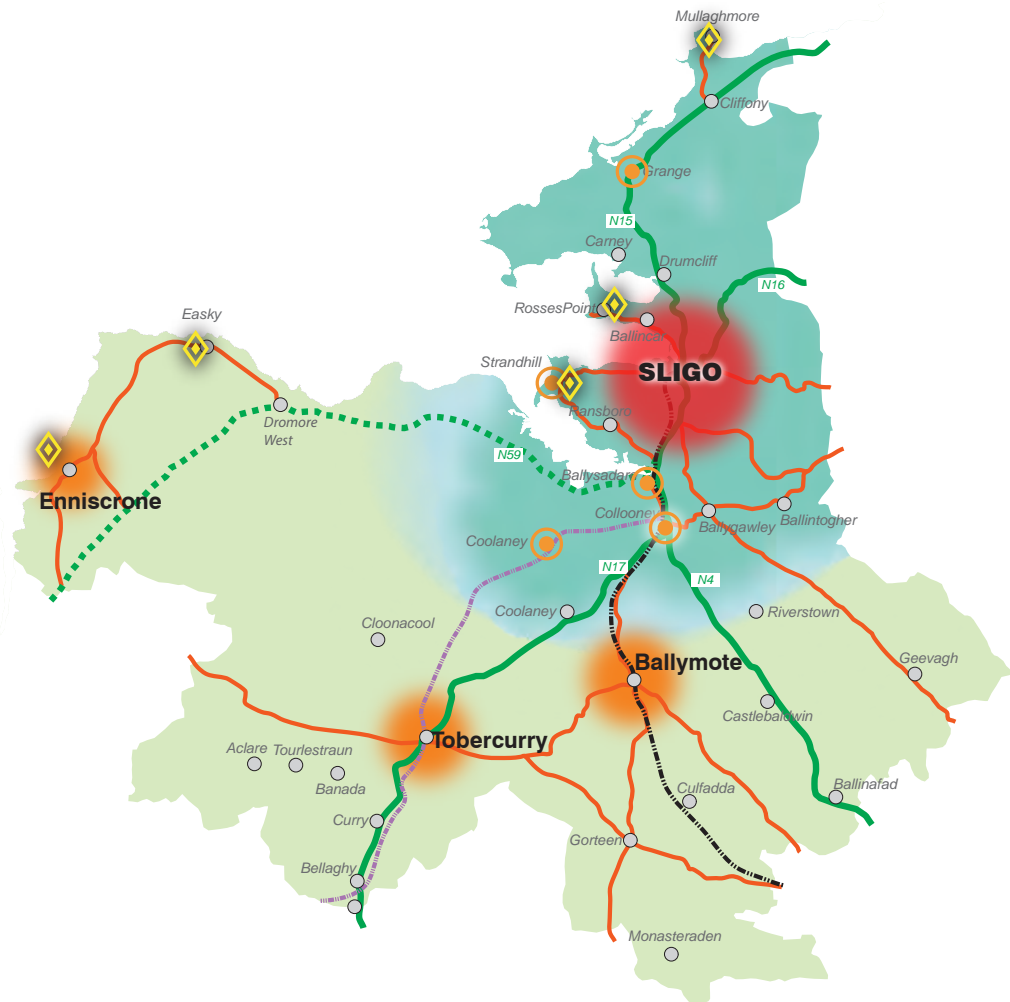 Mullaghmore
Cliffony
Grange
N15
Carney
Drumcliff
N16
RossesPoint
Ballincar
Easky
Strandhill
SLIGO
Ransboro
Dromore
West
N59
Ballysadare
Enniscrone
Collooney
Ballygawley
Ballintogher
Coolaney
N17
N4
Coolaney
Riverstown
Cloonacool
Ballymote
Geevagh
Castlebaldwin
Tobercurry
Aclare
Tourlestraun
Banada
Culfadda
Ballinafad
Curry
Gorteen
Bellaghy
Monasteraden